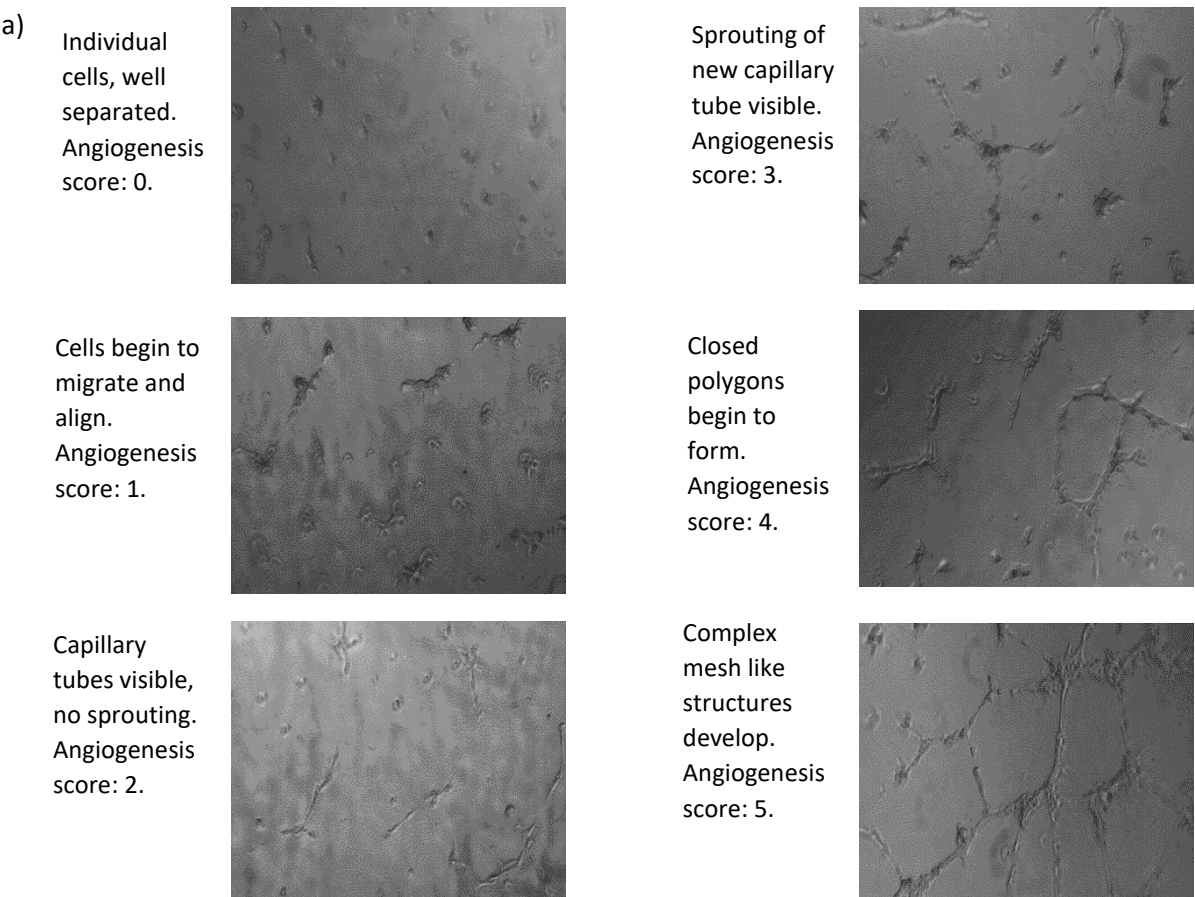 a)
Individual
cells, well
separated.
Angiogenesis
score: 0.
Cells begin to
migrate and
align.
Angiogenesis
score: 1.
Capillary
tubes visible,
no sprouting.
Angiogenesis
score: 2.
Sprouting of
new capillary
tube visible.
Angiogenesis
score: 3.
Closed
polygons
begin to
form.
Angiogenesis
score: 4.
Complex
mesh like
structures
develop.
Angiogenesis
score: 5.